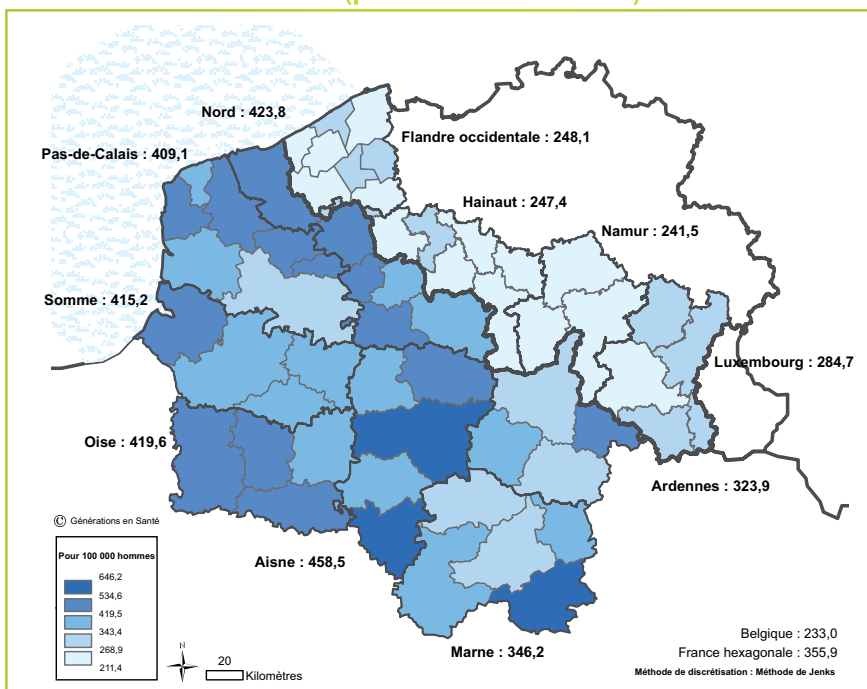 Nord : 423,8
Flandre occidentale : 248,1
Pas-de-Calais : 409,1
Hainaut : 247,4
Namur : 241,5
Somme : 415,2
Luxembourg : 284,7
Oise : 419,6
Ardennes : 323,9
© Générations en Santé
Aisne : 458,5
Pour 100 000 hommes
646,2
534,6
419,5
343,4
268,9
211,4
N
20
Kilomètres
Marne : 346,2
Belgique : 233,0
France hexagonale : 355,9
Méthode de discrétisation : Méthode de Jenks